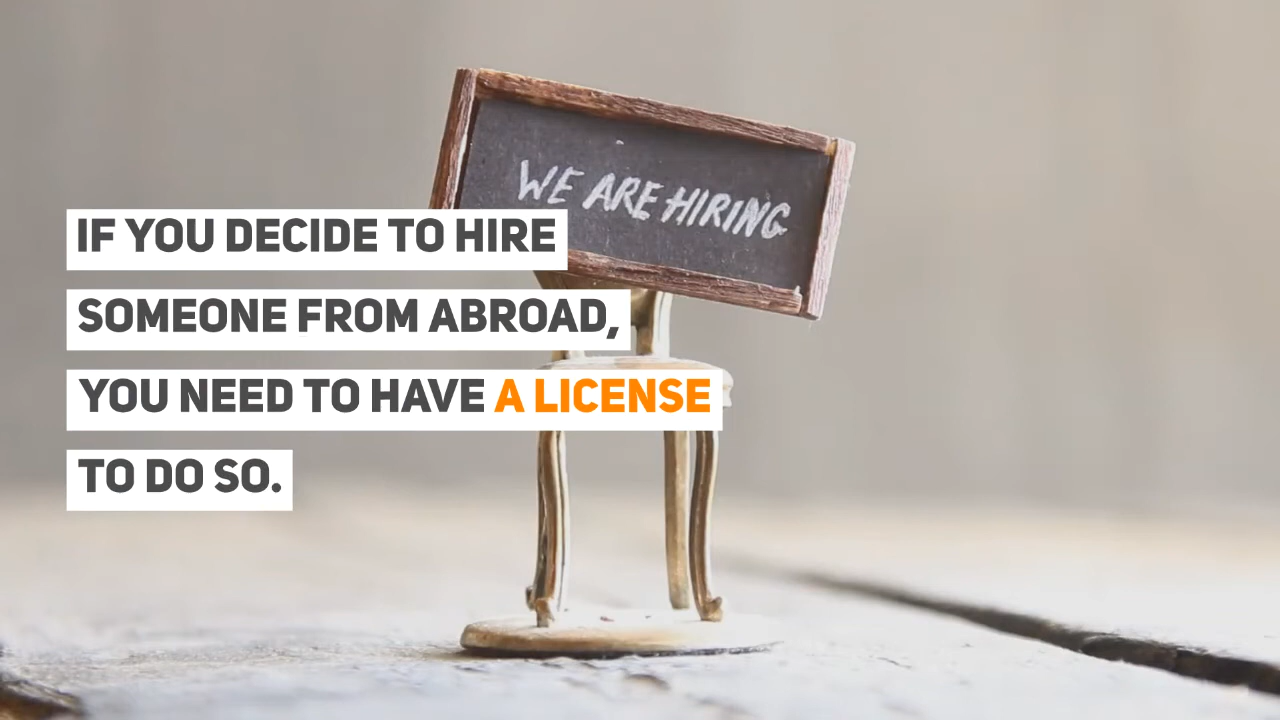 WE ARE HIRING
IF YOU DECIDE TO HIRE
SOMEONE FROM ABROAD,
YOU NEED TO HAVE A LICENSE
TO DO SO.